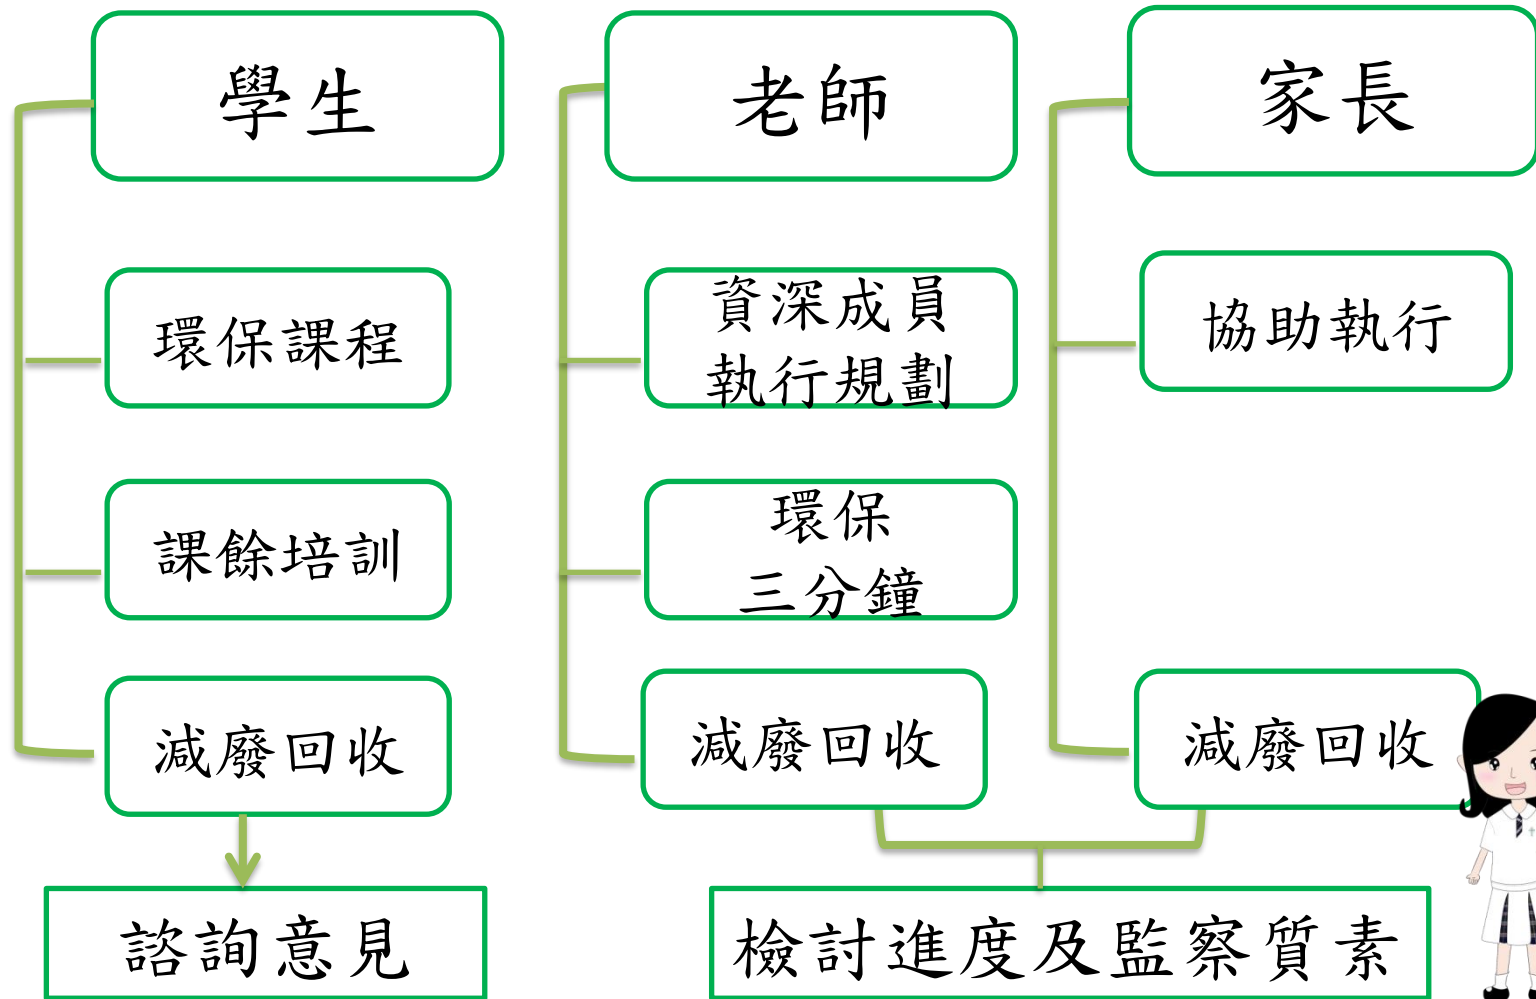 學生
環保課程
課餘培訓
減廢回收
諮詢意見
老師
資深成員
執行規劃
環保
三分鐘
減廢回收
家長
協助執行
減廢回收
檢討進度及監察質素